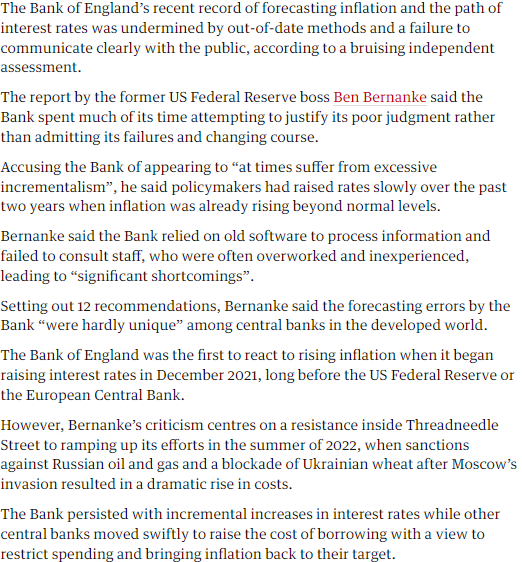 The Bank of England’s recent record of forecasting inflation and the path of
interest rates was undermined by out-of-date methods and a failure to
communicate clearly with the public, according to a bruising independent
assessment.
The report by the former US Federal Reserve boss Ben Bernanke said the
Bank spent much of its time attempting to justify its poor judgment rather
than admitting its failures and changing course.
Accusing the Bank of appearing to “at times suffer from excessive
incrementalism”, he said policymakers had raised rates slowly over the past
two years when inflation was already rising beyond normal levels.
Bernanke said the Bank relied on old software to process information and
failed to consult staff, who were often overworked and inexperienced,
leading to “significant shortcomings”.
Setting out 12 recommendations, Bernanke said the forecasting errors by the
Bank “were hardly unique” among central banks in the developed world.
The Bank of England was the first to react to rising inflation when it began
raising interest rates in December 2021, long before the US Federal Reserve or
the European Central Bank.
However, Bernanke’s criticism centres on a resistance inside Threadneedle
Street to ramping up its efforts in the summer of 2022, when sanctions
against Russian oil and gas and a blockade of Ukrainian wheat after Moscow’s
invasion resulted in a dramatic rise in costs.
The Bank persisted with incremental increases in interest rates while other
central banks moved swiftly to raise the cost of borrowing with a view to
restrict spending and bringing inflation back to their target.